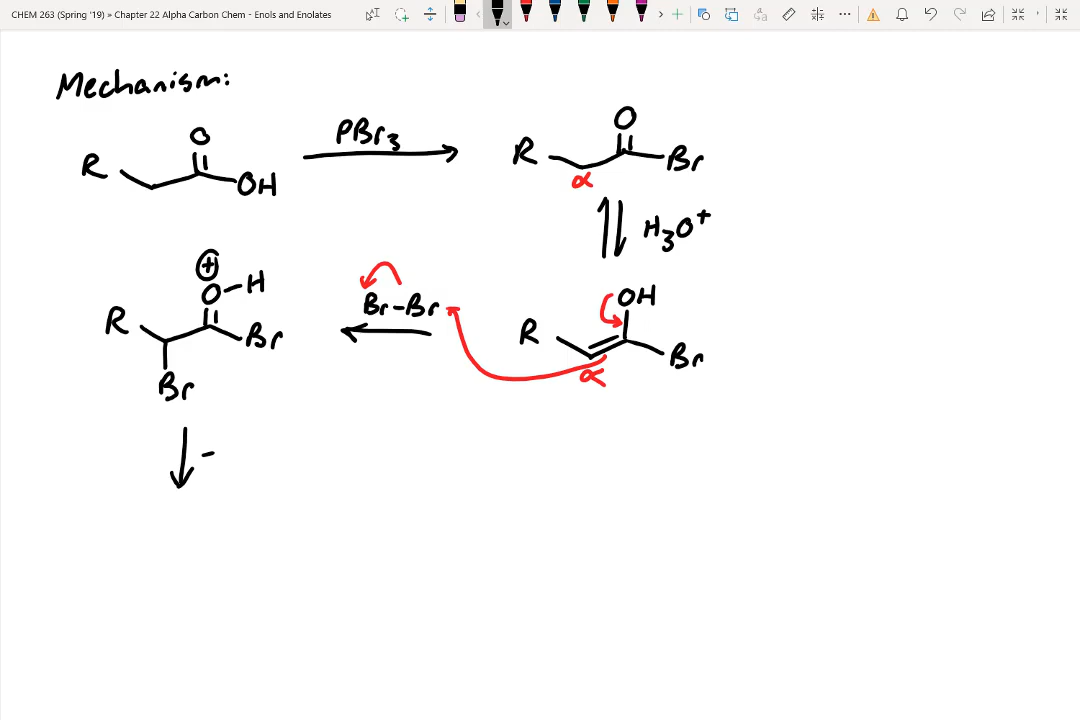 CHEM 263 (Spring '19) » Chapter 22 Alpha Carbon Chem - Enols and Enolates
Mechanism:
R O OH
PBr3
R O Br
α
H3O+
R OH Br
α
Br-Br
+
R O-H Br
Br
-